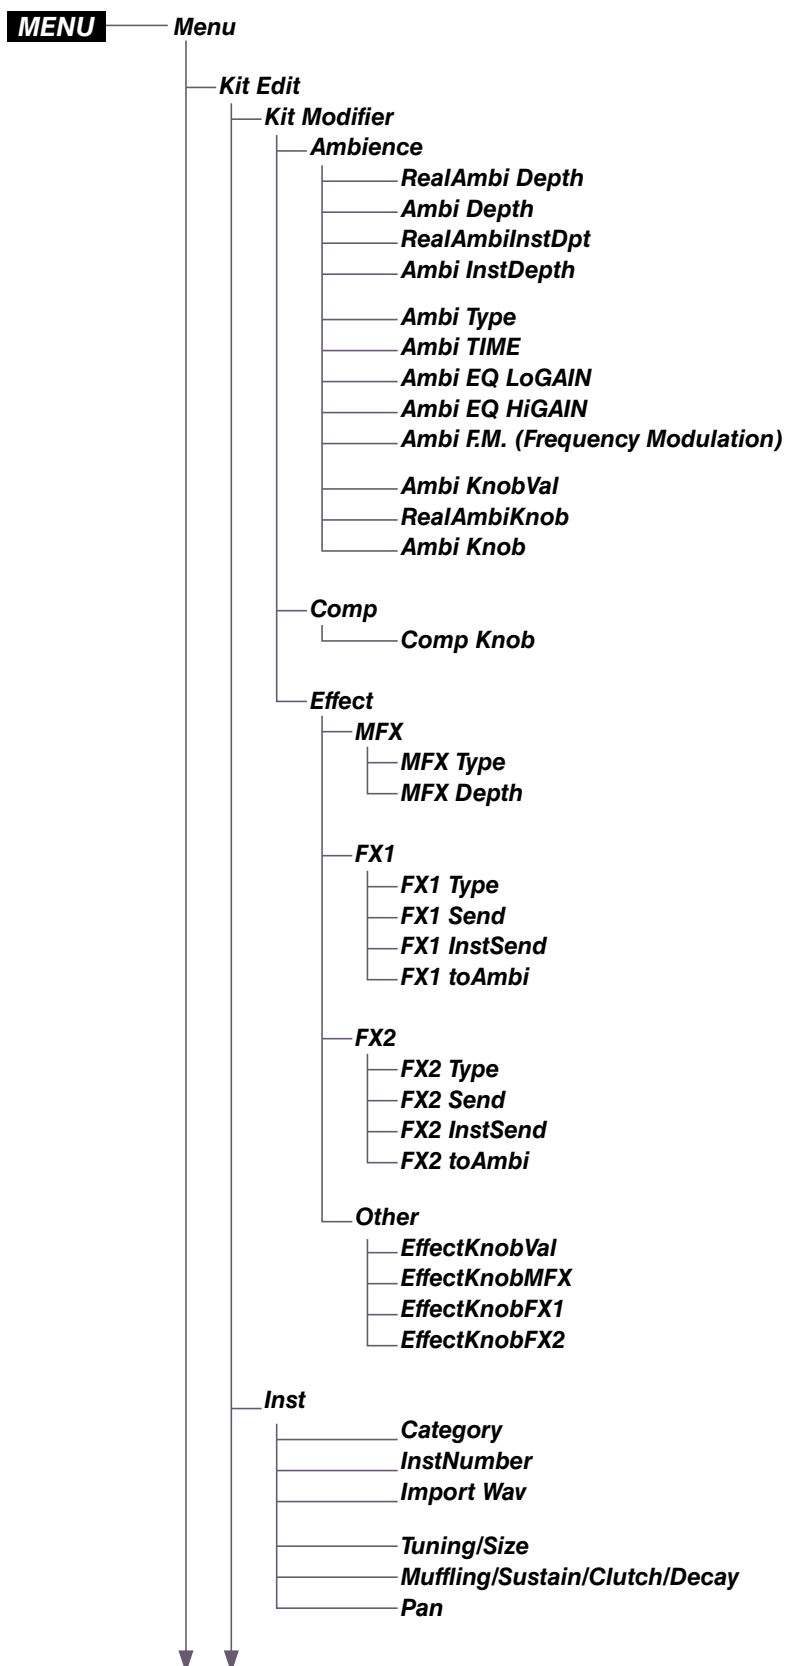 MENU Menu
Kit Edit
Kit Modifier
Ambience
RealAmbi Depth
Ambi Depth
RealAmbiInstDpt
Ambi InstDepth
Ambi Type
Ambi TIME
Ambi EQ LoGAIN
Ambi EQ HiGAIN
Ambi F.M. (Frequency Modulation)
Ambi KnobVal
RealAmbiKnob
Ambi Knob
Comp
Comp Knob
Effect
MFX
MFX Type
MFX Depth
FX1
FX1 Type
FX1 Send
FX1 InstSend
FX1 toAmbi
FX2
FX2 Type
FX2 Send
FX2 InstSend
FX2 toAmbi
Other
EffectKnobVal
EffectKnobMFX
EffectKnobFX1
EffectKnobFX2
Inst
Category
InstNumber
Import Wav
Tuning/Size
Muffling/Sustain/Clutch/Decay
Pan